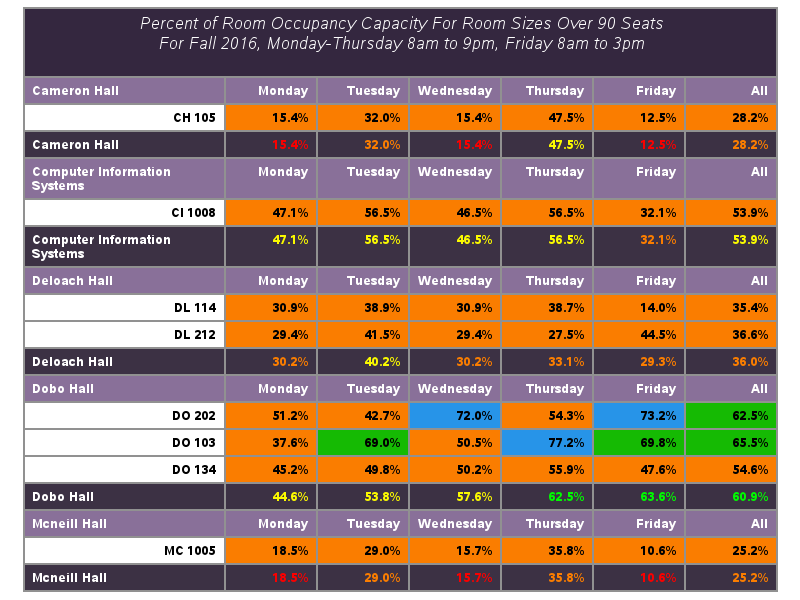 Percent of Room Occupancy Capacity For Room Sizes Over 90 Seats
For Fall 2016, Monday-Thursday 8am to 9pm, Friday 8am to 3pm
Cameron Hall Monday Tuesday Wednesday Thursday Friday All
CH 105 15.4% 32.0% 15.4% 47.5% 12.5% 28.2%
Cameron Hall 15.4% 32.0% 15.4% 47.5% 12.5% 28.2%
Computer Information Monday Tuesday Wednesday Thursday Friday All
Systems
CI 1008 47.1% 56.5% 46.5% 56.5% 32.1% 53.9%
Computer Information 47.1% 56.5% 46.5% 56.5% 32.1% 53.9%
Systems
Deloach Hall Monday Tuesday Wednesday Thursday Friday All
DL 114 30.9% 38.9% 30.9% 38.7% 14.0% 35.4%
DL 212 29.4% 41.5% 29.4% 27.5% 44.5% 36.6%
Deloach Hall 30.2% 40.2% 30.2% 33.1% 29.3% 36.0%
Dobo Hall Monday Tuesday Wednesday Thursday Friday All
DO 202 51.2% 42.7% 72.0% 54.3% 73.2% 62.5%
DO 103 37.6% 69.0% 50.5% 77.2% 69.8% 65.5%
DO 134 45.2% 49.8% 50.2% 55.9% 47.6% 54.6%
Dobo Hall 44.6% 53.8% 57.6% 62.5% 63.6% 60.9%
Mcneill Hall Monday Tuesday Wednesday Thursday Friday All
MC 1005 18.5% 29.0% 15.7% 35.8% 10.6% 25.2%
Mcneill Hall 18.5% 29.0% 15.7% 35.8% 10.6% 25.2%